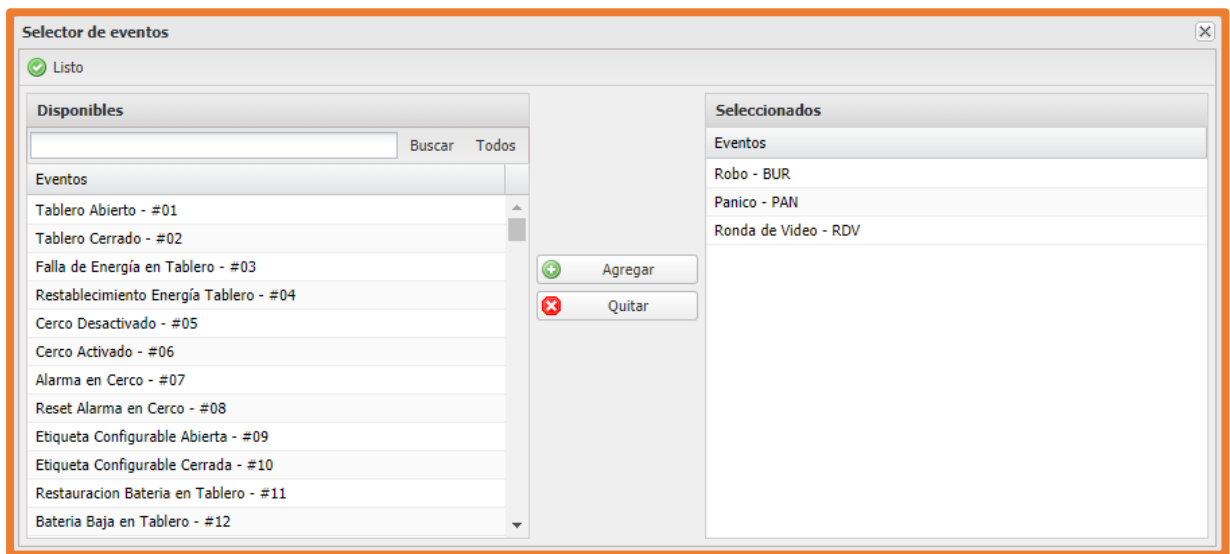 Selector de eventos
Listo
Disponibles
Buscar Todos
Eventos
Tablero Abierto - #01
Tablero Cerrado - #02
Falla de Energía en Tablero - #03
Restablecimiento Energía Tablero - #04
Cerco Desactivado - #05
Cerco Activado - #06
Alarma en Cerco - #07
Reset Alarma en Cerco - #08
Etiqueta Configurable Abierta - #09
Etiqueta Configurable Cerrada - #10
Restauracion Bateria en Tablero - #11
Bateria Baja en Tablero - #12
Agregar
Quitar
Seleccionados
Eventos
Robo - BUR
Panico - PAN
Ronda de Video - RDV